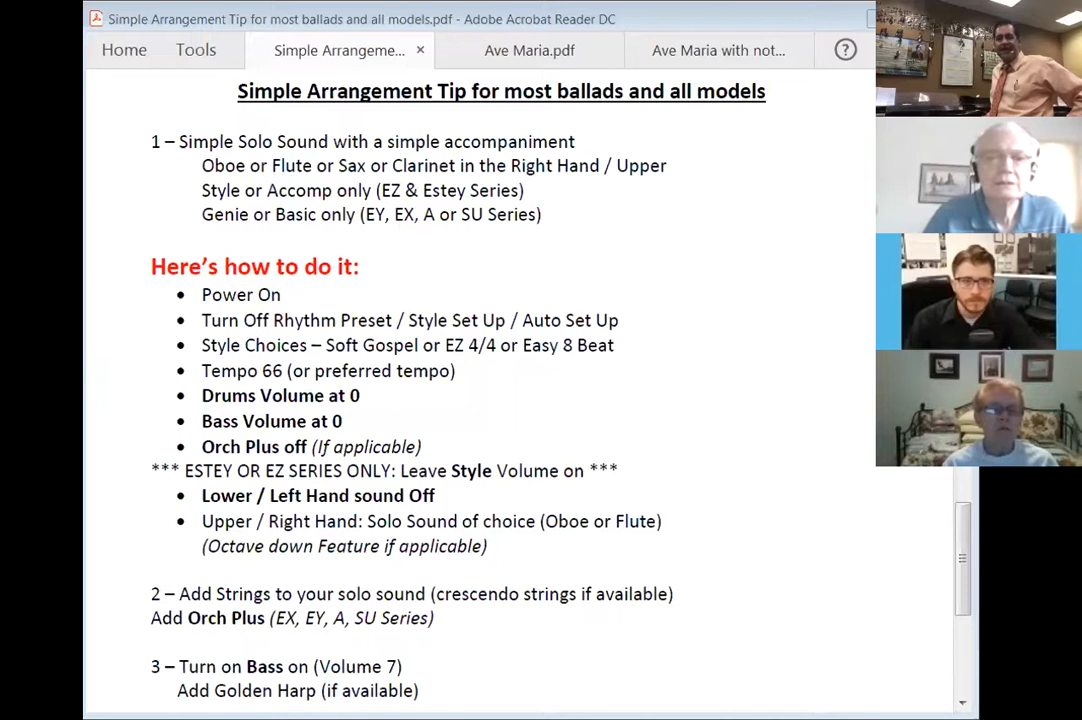 Simple Arrangement Tip for most ballads and all models.pdf - Adobe Acrobat Reader DC
Home Tools Simple Arrangeme... × Ave Maria.pdf Ave Maria with not... ?
Simple Arrangement Tip for most ballads and all models
1 – Simple Solo Sound with a simple accompaniment
Oboe or Flute or Sax or Clarinet in the Right Hand / Upper
Style or Accomp only (EZ & Estey Series)
Genie or Basic only (EY, EX, A or SU Series)
Here's how to do it:
• Power On
• Turn Off Rhythm Preset / Style Set Up / Auto Set Up
• Style Choices – Soft Gospel or EZ 4/4 or Easy 8 Beat
• Tempo 66 (or preferred tempo)
• Drums Volume at 0
• Bass Volume at 0
• Orch Plus off (If applicable)
*** ESTEY OR EZ SERIES ONLY: Leave Style Volume on ***
• Lower / Left Hand sound Off
• Upper / Right Hand: Solo Sound of choice (Oboe or Flute)
(Octave down Feature if applicable)
2 – Add Strings to your solo sound (crescendo strings if available)
Add Orch Plus (EX, EY, A, SU Series)
3 – Turn on Bass on (Volume 7)
Add Golden Harp (if available)